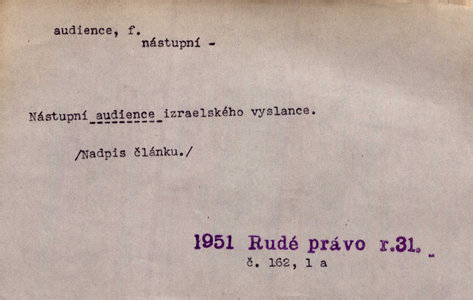 audience, f.
nástupní -
Nástupní audience izraelského vyslance.
/Nadpis článku./
1951 Rudé právo r.31.
č. 162, 1 a